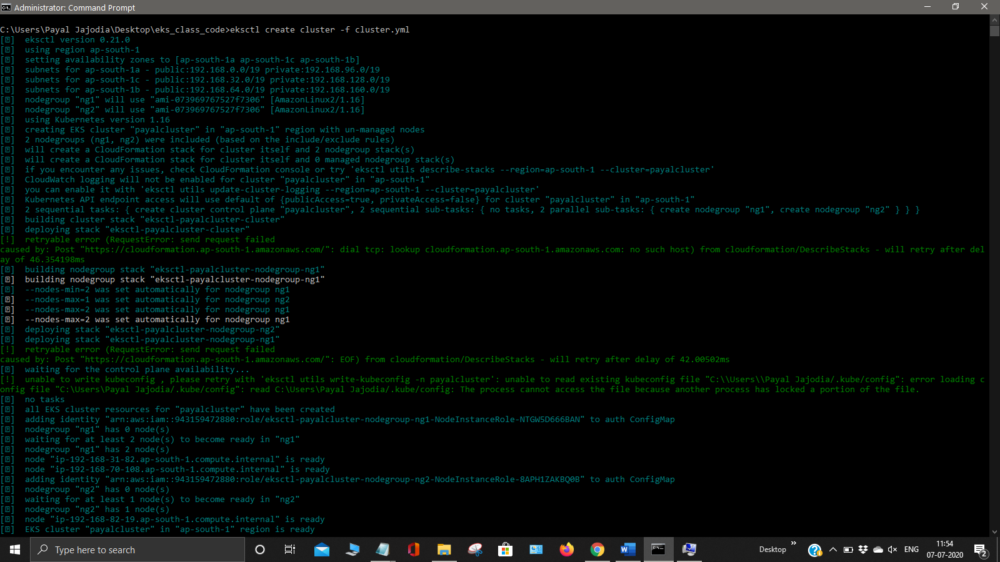 Administrator: Command Prompt
C:\Users\Payal Jajodia\Desktop\eks_class_code>eksctl create cluster -f cluster.yml
[?]  eksctl version 0.21.0
[?]  using region ap-south-1
[?]  setting availability zones to [ap-south-1a ap-south-1c ap-south-1b]
[?]  subnets for ap-south-1a - public:192.168.0.0/19 private:192.168.96.0/19
[?]  subnets for ap-south-1c - public:192.168.32.0/19 private:192.168.128.0/19
[?]  subnets for ap-south-1b - public:192.168.64.0/19 private:192.168.160.0/19
[?]  nodegroup "ng1" will use "ami-073969767527f7306" [AmazonLinux2/1.16]
[?]  nodegroup "ng2" will use "ami-073969767527f7306" [AmazonLinux2/1.16]
[?]  using Kubernetes version 1.16
[?]  creating EKS cluster "payalcluster" in "ap-south-1" region with un-managed nodes
[?]  2 nodegroups (ng1, ng2) were included (based on the include/exclude rules)
[?]  will create a CloudFormation stack for cluster itself and 2 nodegroup stack(s)
[?]  will create a CloudFormation stack for cluster itself and 0 managed nodegroup stack(s)
[?]  if you encounter any issues, check CloudFormation console or try 'eksctl utils describe-stacks --region=ap-south-1 --cluster=payalcluster'
[?]  CloudWatch logging will not be enabled for cluster "payalcluster" in "ap-south-1"
[?]  you can enable it with 'eksctl utils update-cluster-logging --region=ap-south-1 --cluster=payalcluster'
[?]  Kubernetes API endpoint access will use default of {publicAccess=true, privateAccess=false} for cluster "payalcluster" in "ap-south-1"
[?]  2 sequential tasks: { create cluster control plane "payalcluster", 2 sequential sub-tasks: { no tasks, 2 parallel sub-tasks: { create nodegroup "ng1", create nodegroup "ng2" } } }
[?]  building cluster stack "eksctl-payalcluster-cluster"
[?]  deploying stack "eksctl-payalcluster-cluster"
[!]  retryable error (RequestError: send request failed
caused by: Post "https://cloudformation.ap-south-1.amazonaws.com/": dial tcp: lookup cloudformation.ap-south-1.amazonaws.com: no such host) from cloudformation/DescribeStacks - will retry after del
ay of 46.354198ms
[?]  building nodegroup stack "eksctl-payalcluster-nodegroup-ng1"
[?]  building nodegroup stack "eksctl-payalcluster-nodegroup-ng1"
[?]  --nodes-min=2 was set automatically for nodegroup ng1
[?]  --nodes-max=1 was set automatically for nodegroup ng2
[?]  --nodes-max=2 was set automatically for nodegroup ng1
[?]  --nodes-max=2 was set automatically for nodegroup ng1
[?]  deploying stack "eksctl-payalcluster-nodegroup-ng2"
[?]  deploying stack "eksctl-payalcluster-nodegroup-ng1"
[!]  retryable error (RequestError: send request failed
caused by: Post "https://cloudformation.ap-south-1.amazonaws.com/": EOF) from cloudformation/DescribeStacks - will retry after delay of 42.00502ms
[?]  waiting for the control plane availability...
[!]  unable to write kubeconfig , please retry with 'eksctl utils write-kubeconfig -n payalcluster': unable to read existing kubeconfig file "C:\\Users\\Payal Jajodia/.kube/config": error loading c
onfig file "C:\Users\Payal Jajodia/.kube/config": read C:\Users\Payal Jajodia/.kube/config: The process cannot access the file because another process has locked a portion of the file.
[?]  no tasks
[?]  all EKS cluster resources for "payalcluster" have been created
[?]  adding identity "arn:aws:iam::943159472880:role/eksctl-payalcluster-nodegroup-ng1-NodeInstanceRole-NTGW5D666BAN" to auth ConfigMap
[?]  nodegroup "ng1" has 0 node(s)
[?]  waiting for at least 2 node(s) to become ready in "ng1"
[?]  nodegroup "ng1" has 2 node(s)
[?]  node "ip-192-168-31-82.ap-south-1.compute.internal" is ready
[?]  node "ip-192-168-70-108.ap-south-1.compute.internal" is ready
[?]  adding identity "arn:aws:iam::943159472880:role/eksctl-payalcluster-nodegroup-ng2-NodeInstanceRole-8APH1ZAKBQ0B" to auth ConfigMap
[?]  nodegroup "ng2" has 0 node(s)
[?]  waiting for at least 1 node(s) to become ready in "ng2"
[?]  nodegroup "ng2" has 1 node(s)
[?]  node "ip-192-168-82-19.ap-south-1.compute.internal" is ready
[?]  EKS cluster "payalcluster" in "ap-south-1" region is ready
Type here to search
Desktop
ENG
11:54
07-07-2020
2